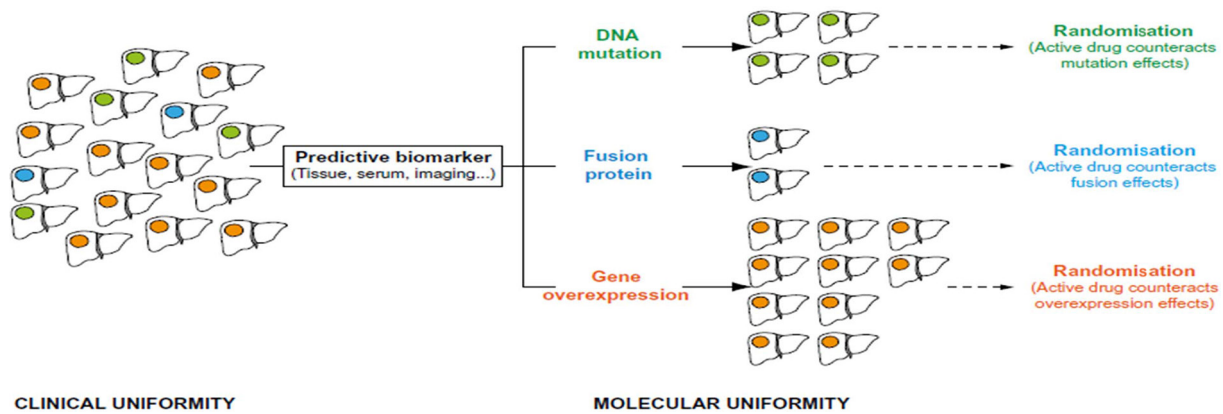 DNA
mutation
Randomisation
(Active drug counteracts
mutation effects)
Predictive biomarker
(Tissue, serum, imaging...)
Fusion
protein
Randomisation
(Active drug counteracts
fusion effects)
Gene
overexpression
Randomisation
(Active drug counteracts
overexpression effects)
CLINICAL UNIFORMITY
MOLECULAR UNIFORMITY